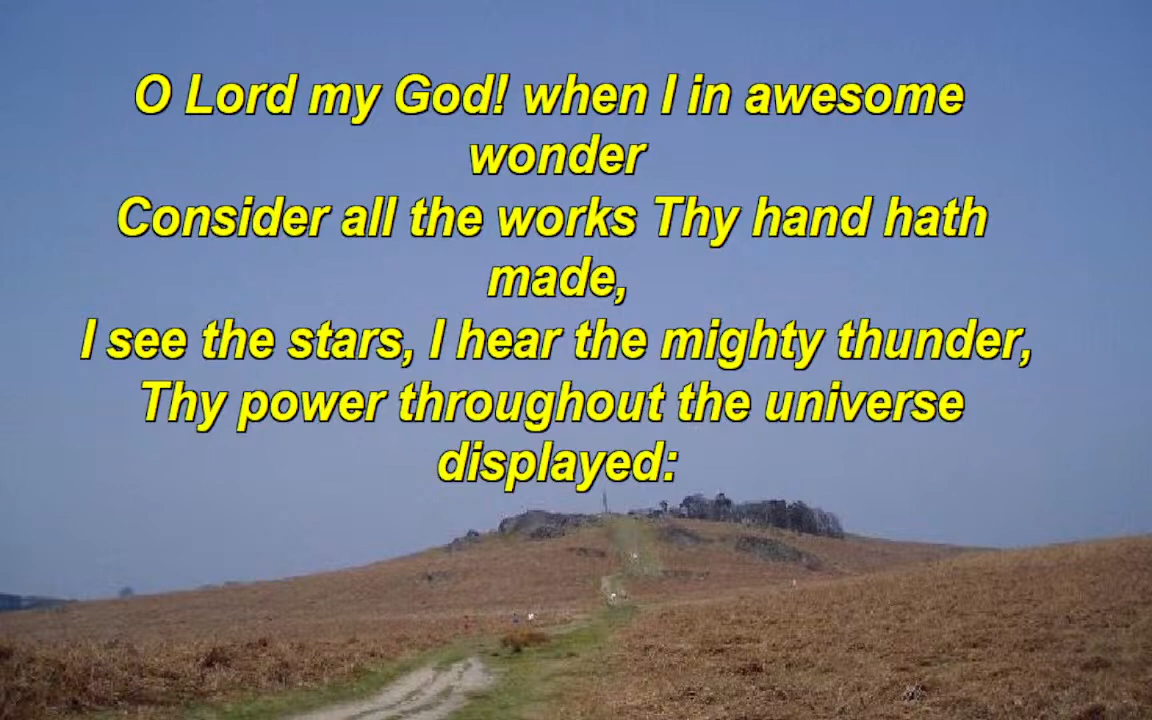 O Lord my God! when I in awesome
wonder
Consider all the works Thy hand hath
made,
I see the stars, I hear the mighty thunder,
Thy power throughout the universe
displayed: